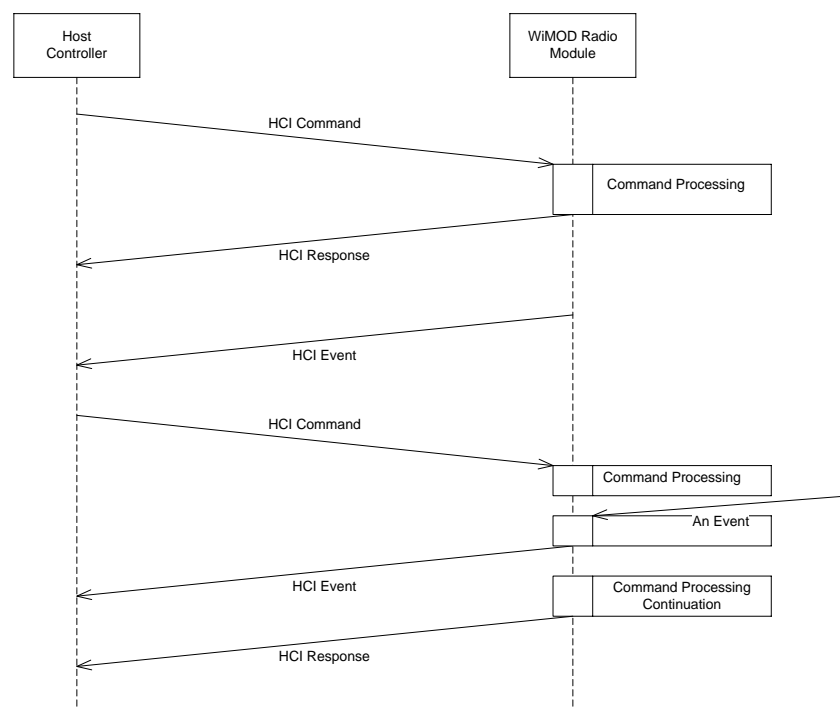 Host
Controller
WiMOD Radio
Module
HCI Command
Command Processing
HCI Response
HCI Event
HCI Command
Command Processing
An Event
HCI Event
Command Processing
Continuation
HCI Response